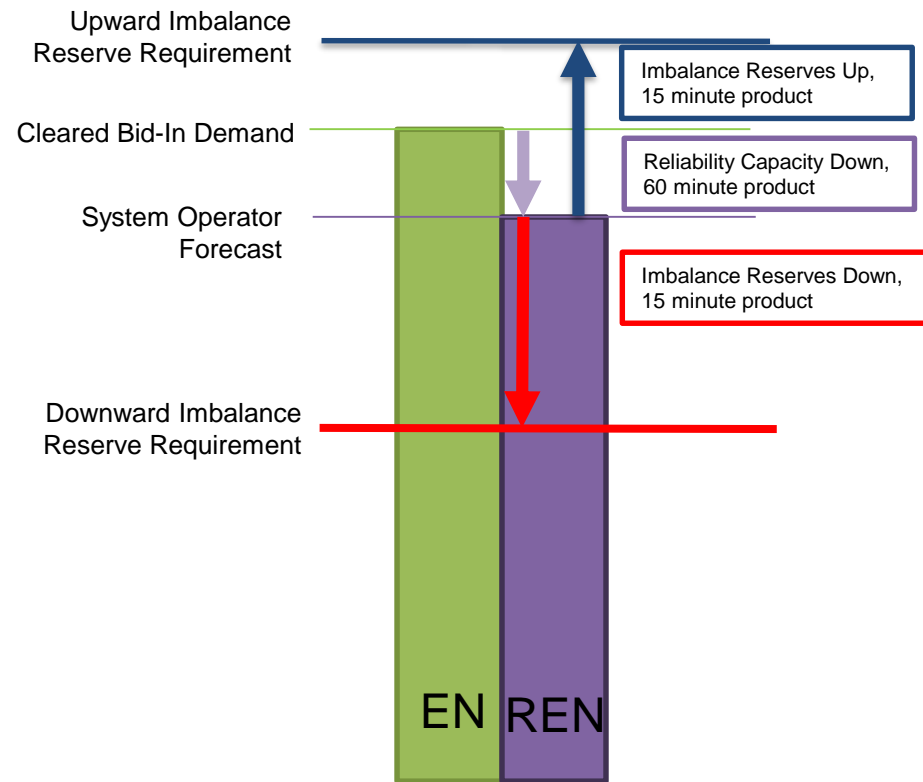 Upward Imbalance
Reserve Requirement
Imbalance Reserves Up,
15 minute product
Cleared Bid-In Demand
Reliability Capacity Down,
60 minute product
System Operator
Forecast
Imbalance Reserves Down,
15 minute product
Downward Imbalance
Reserve Requirement
EN
REN